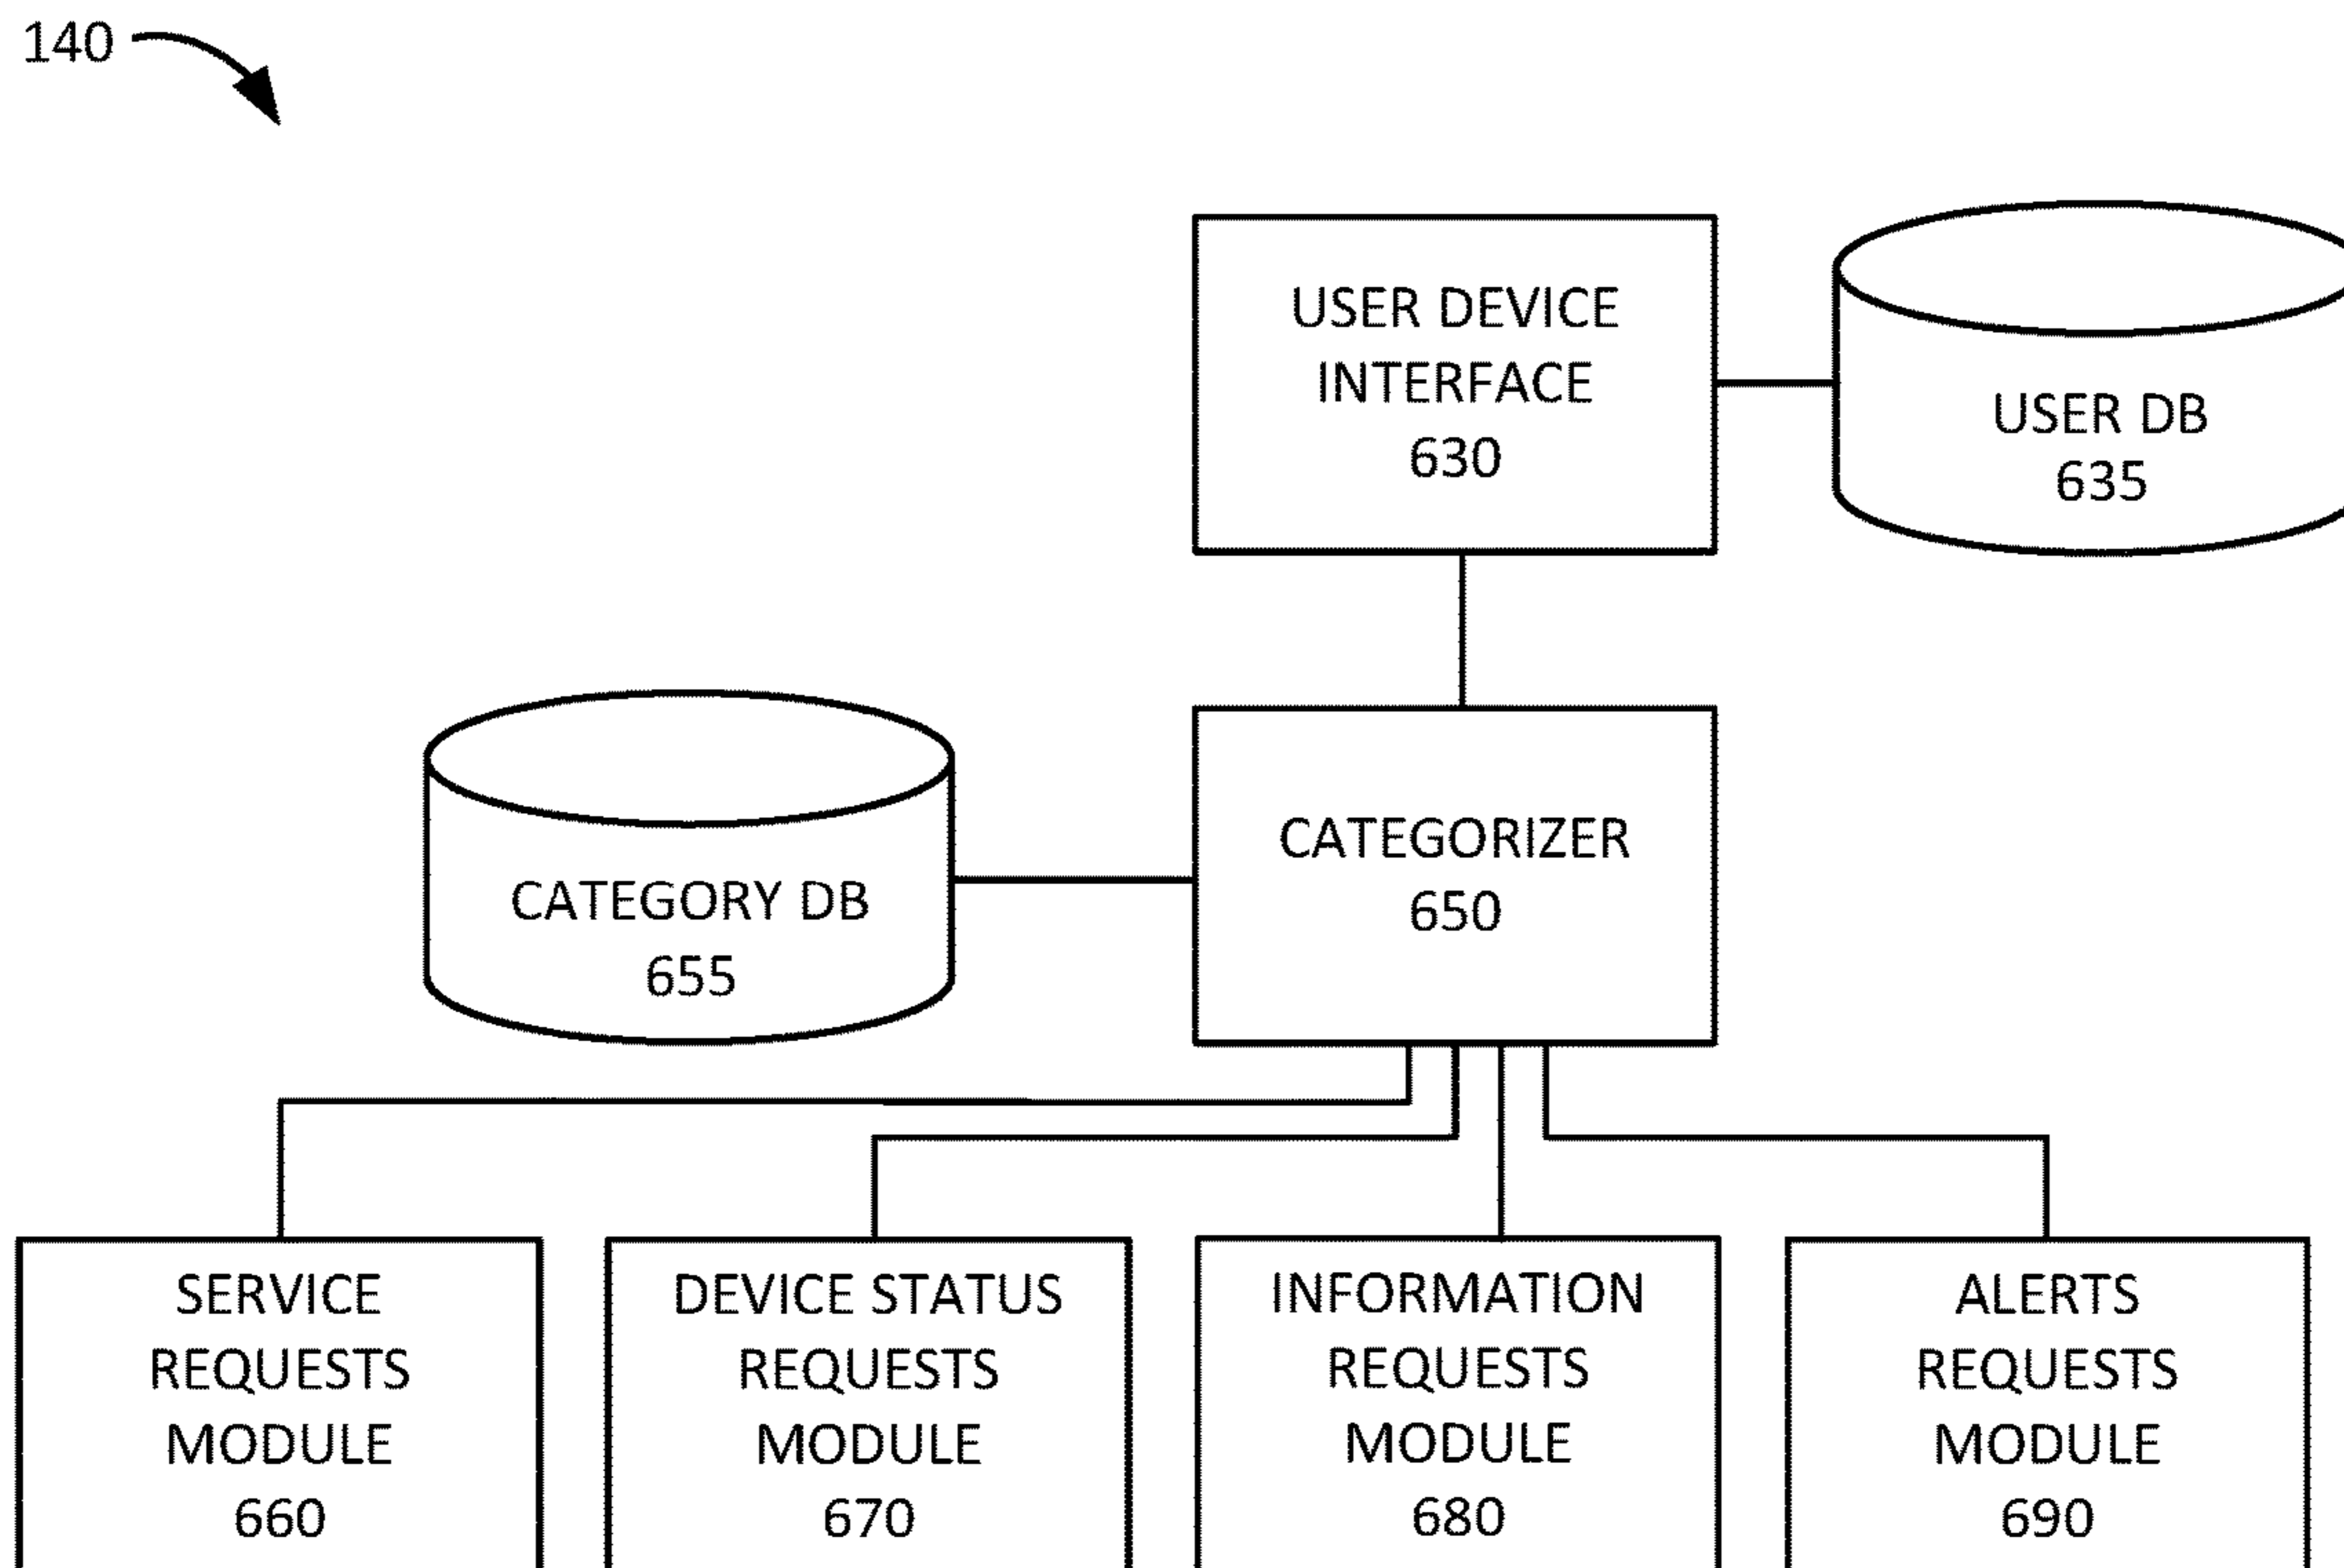 140
USER DEVICE
INTERFACE
630
USER DB
635
CATEGORY DB
655
CATEGORIZER
650
SERVICE
REQUESTS
MODULE
660
DEVICE STATUS
REQUESTS
MODULE
670
INFORMATION
REQUESTS
MODULE
680
ALERTS
REQUESTS
MODULE
690